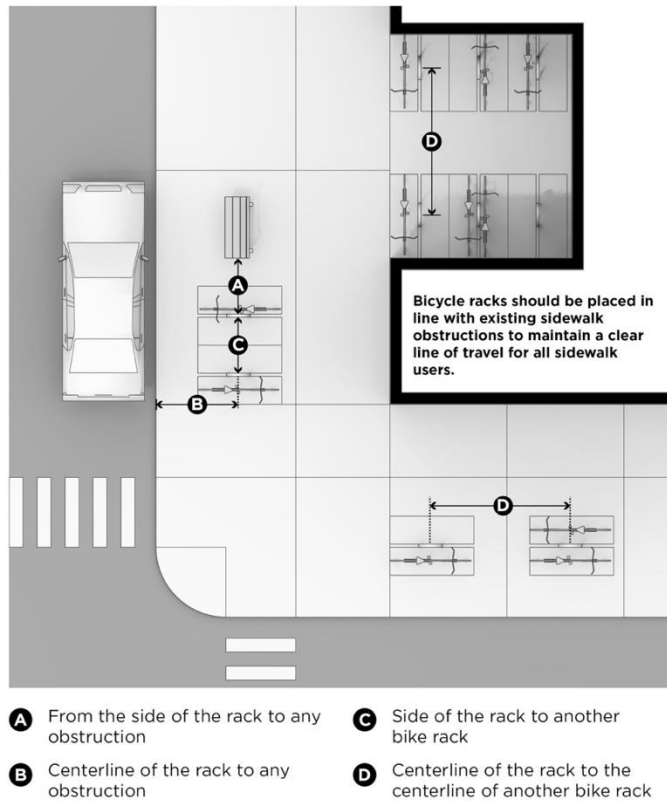 D
A
Bicycle racks should be placed in
line with existing sidewalk
obstructions to maintain a clear
line of travel for all sidewalk
users.
C
B
D
A From the side of the rack to any
obstruction
B Centerline of the rack to any
obstruction
C Side of the rack to another
bike rack
D Centerline of the rack to the
centerline of another bike rack